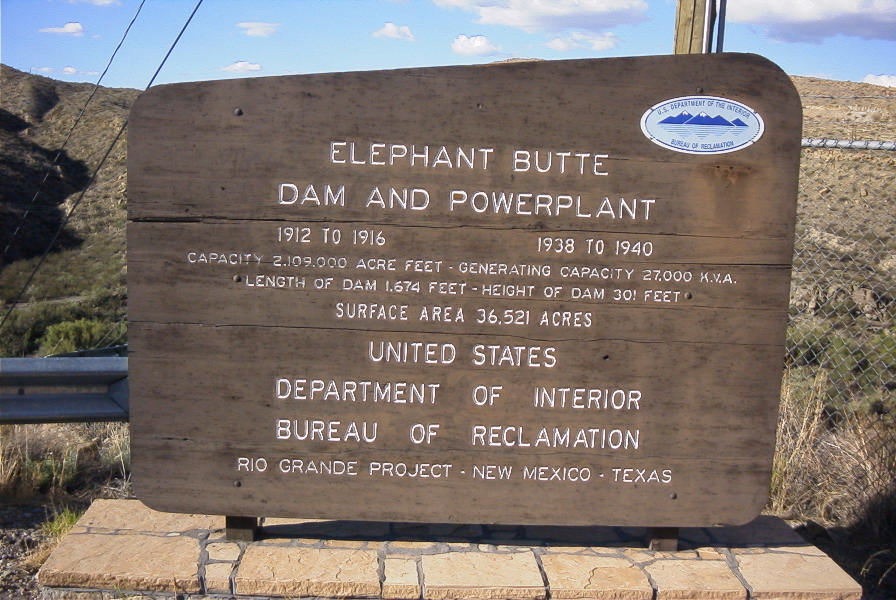 U.S. DEPARTMENT OF THE INTERIOR
BUREAU OF RECLAMATION
ELEPHANT BUTTE
DAM AND POWERPLANT
1912 TO 1916 1938 TO 1940
CAPACITY 2,109,000 ACRE FEET - GENERATING CAPACITY 27,000 K.V.A.
LENGTH OF DAM 1,674 FEET - HEIGHT OF DAM 301 FEET
SURFACE AREA 36,521 ACRES
UNITED STATES
DEPARTMENT OF INTERIOR
BUREAU OF RECLAMATION
RIO GRANDE PROJECT - NEW MEXICO - TEXAS